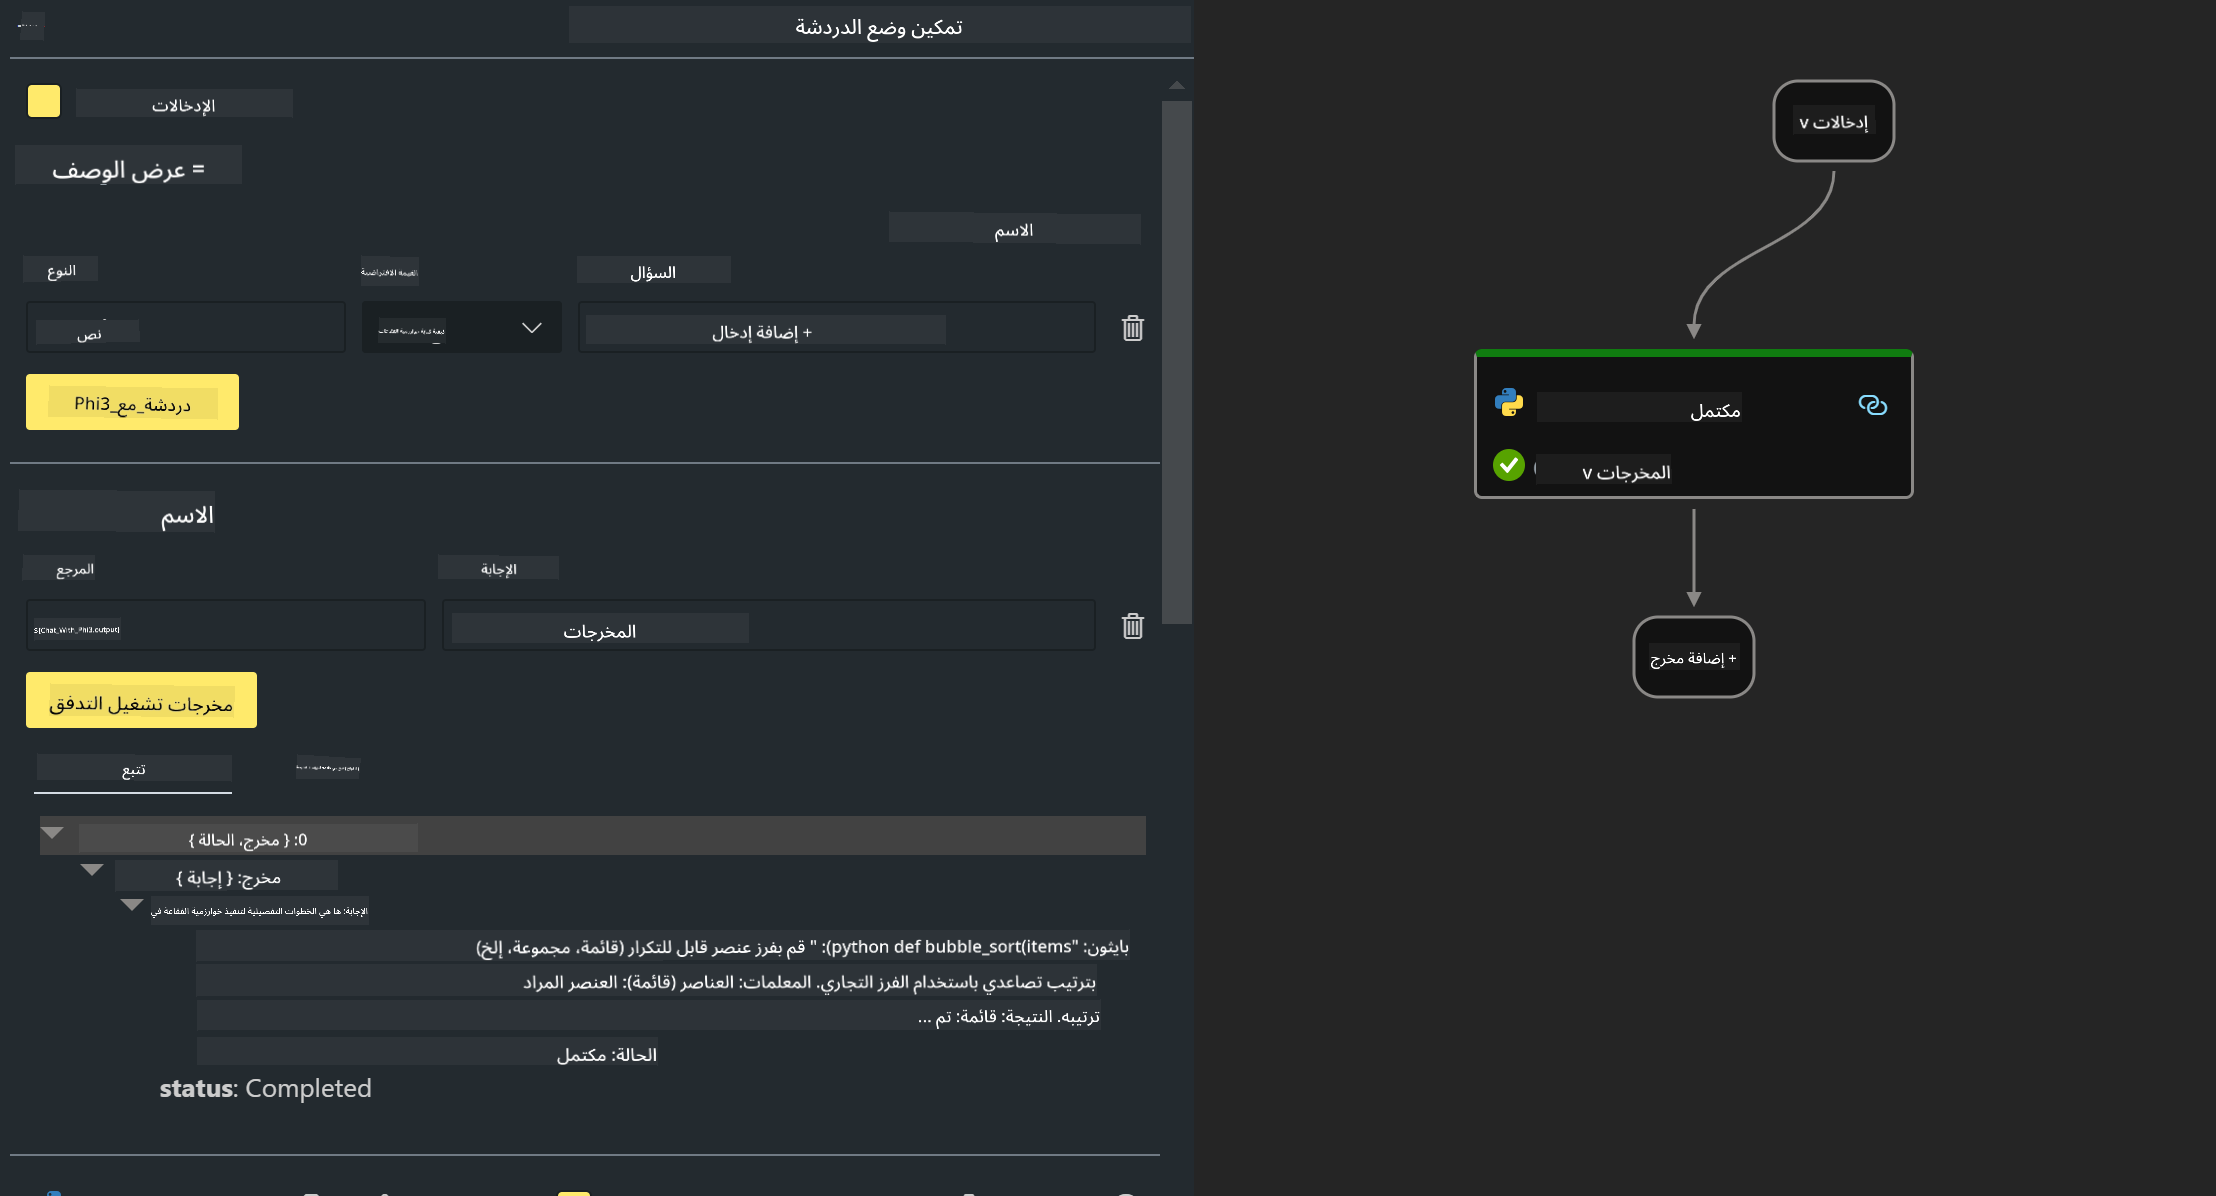 تمكين وضع الدردشة
الإدخالات
= عرض الوصف
الاسم
النوع
القيمة الافتراضية
السؤال
نص
+ إضافة إدخال
دردشة_مع_Phi3
الاسم
المرجع
الإجابة
${Chat_With_Phi3.output}
المخرجات
مخرجات تشغيل التدفق
تتبع
0: { مخرج، الحالة }
مخرج: { إجابة }
الإجابة: ها هي الخطوات التفصيلية لتنفيذ خوارزمية الفقاعة في
بايثون: "python def bubble_sort(items): " قم بفرز عنصر قابل للتكرار (قائمة، مجموعة، إلخ)
بترتيب تصاعدي باستخدام الفرز التجاري. المعلمات: العناصر (قائمة): العنصر المراد
ترتيبه. النتيجة: قائمة: تم ...
الحالة: مكتمل
status: Completed
إدخالات v
مكتمل
المخرجات v
+ إضافة مخرج